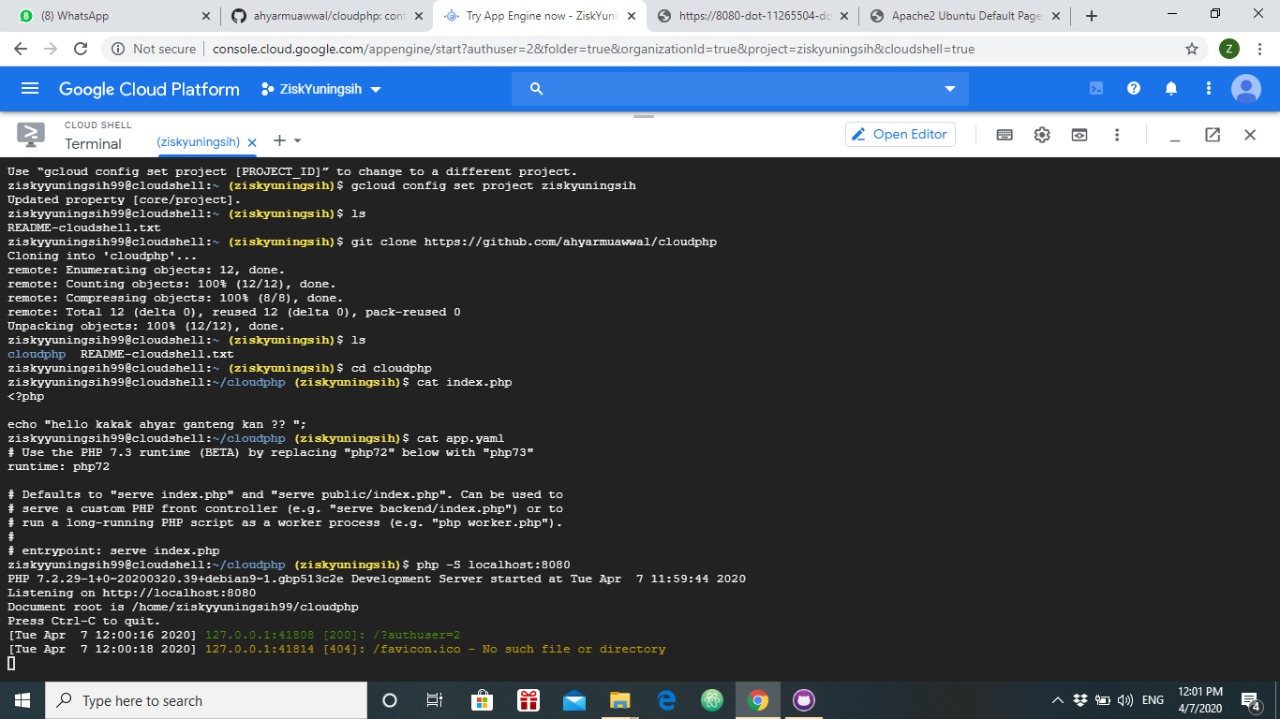 (8) WhatsApp
ahyarmuawwal/cloudphp: cont
Try App Engine now - ZiskYuni
https://8080-dot-11265504-do
Apache2 Ubuntu Default Page
Not secure | console.cloud.google.com/appengine/start?authuser=2&folder=true&organizationId=true&project=ziskyuningsih&cloudshell=true
Z
Google Cloud Platform
ZiskYuningsih
CLOUD SHELL
Terminal
(ziskyuningsih)
Open Editor
Use “gcloud config set project [PROJECT_ID]” to change to a different project.
ziskyyuningsih99@cloudshell:~ (ziskyuningsih)$ gcloud config set project ziskyuningsih
Updated property [core/project].
ziskyyuningsih99@cloudshell:~ (ziskyuningsih)$ ls
README-cloudshell.txt
ziskyyuningsih99@cloudshell:~ (ziskyuningsih)$ git clone https://github.com/ahyarmuawwal/cloudphp
Cloning into 'cloudphp'...
remote: Enumerating objects: 12, done.
remote: Counting objects: 100% (12/12), done.
remote: Compressing objects: 100% (8/8), done.
remote: Total 12 (delta 0), reused 12 (delta 0), pack-reused 0
Unpacking objects: 100% (12/12), done.
ziskyyuningsih99@cloudshell:~ (ziskyuningsih)$ ls
cloudphp  README-cloudshell.txt
ziskyyuningsih99@cloudshell:~ (ziskyuningsih)$ cd cloudphp
ziskyyuningsih99@cloudshell:~/cloudphp (ziskyuningsih)$ cat index.php
<?php
echo "hello kakak ahyar ganteng kan ?? ";
ziskyyuningsih99@cloudshell:~/cloudphp (ziskyuningsih)$ cat app.yaml
# Use the PHP 7.3 runtime (BETA) by replacing "php72" below with "php73"
runtime: php72
# Defaults to "serve index.php" and "serve public/index.php". Can be used to
# serve a custom PHP front controller (e.g. "serve backend/index.php") or to
# run a long-running PHP script as a worker process (e.g. "php worker.php").
#
# entrypoint: serve index.php
ziskyyuningsih99@cloudshell:~/cloudphp (ziskyuningsih)$ php -S localhost:8080
PHP 7.2.29-1+0~20200320.39+debian9~1.gbp513c2e Development Server started at Tue Apr  7 11:59:44 2020
Listening on http://localhost:8080
Document root is /home/ziskyyuningsih99/cloudphp
Press Ctrl-C to quit.
[Tue Apr  7 12:00:16 2020] 127.0.0.1:41808 [200]: /?authuser=2
[Tue Apr  7 12:00:18 2020] 127.0.0.1:41814 [404]: /favicon.ico - No such file or directory
Type here to search
ENG
12:01 PM
4/7/2020
4